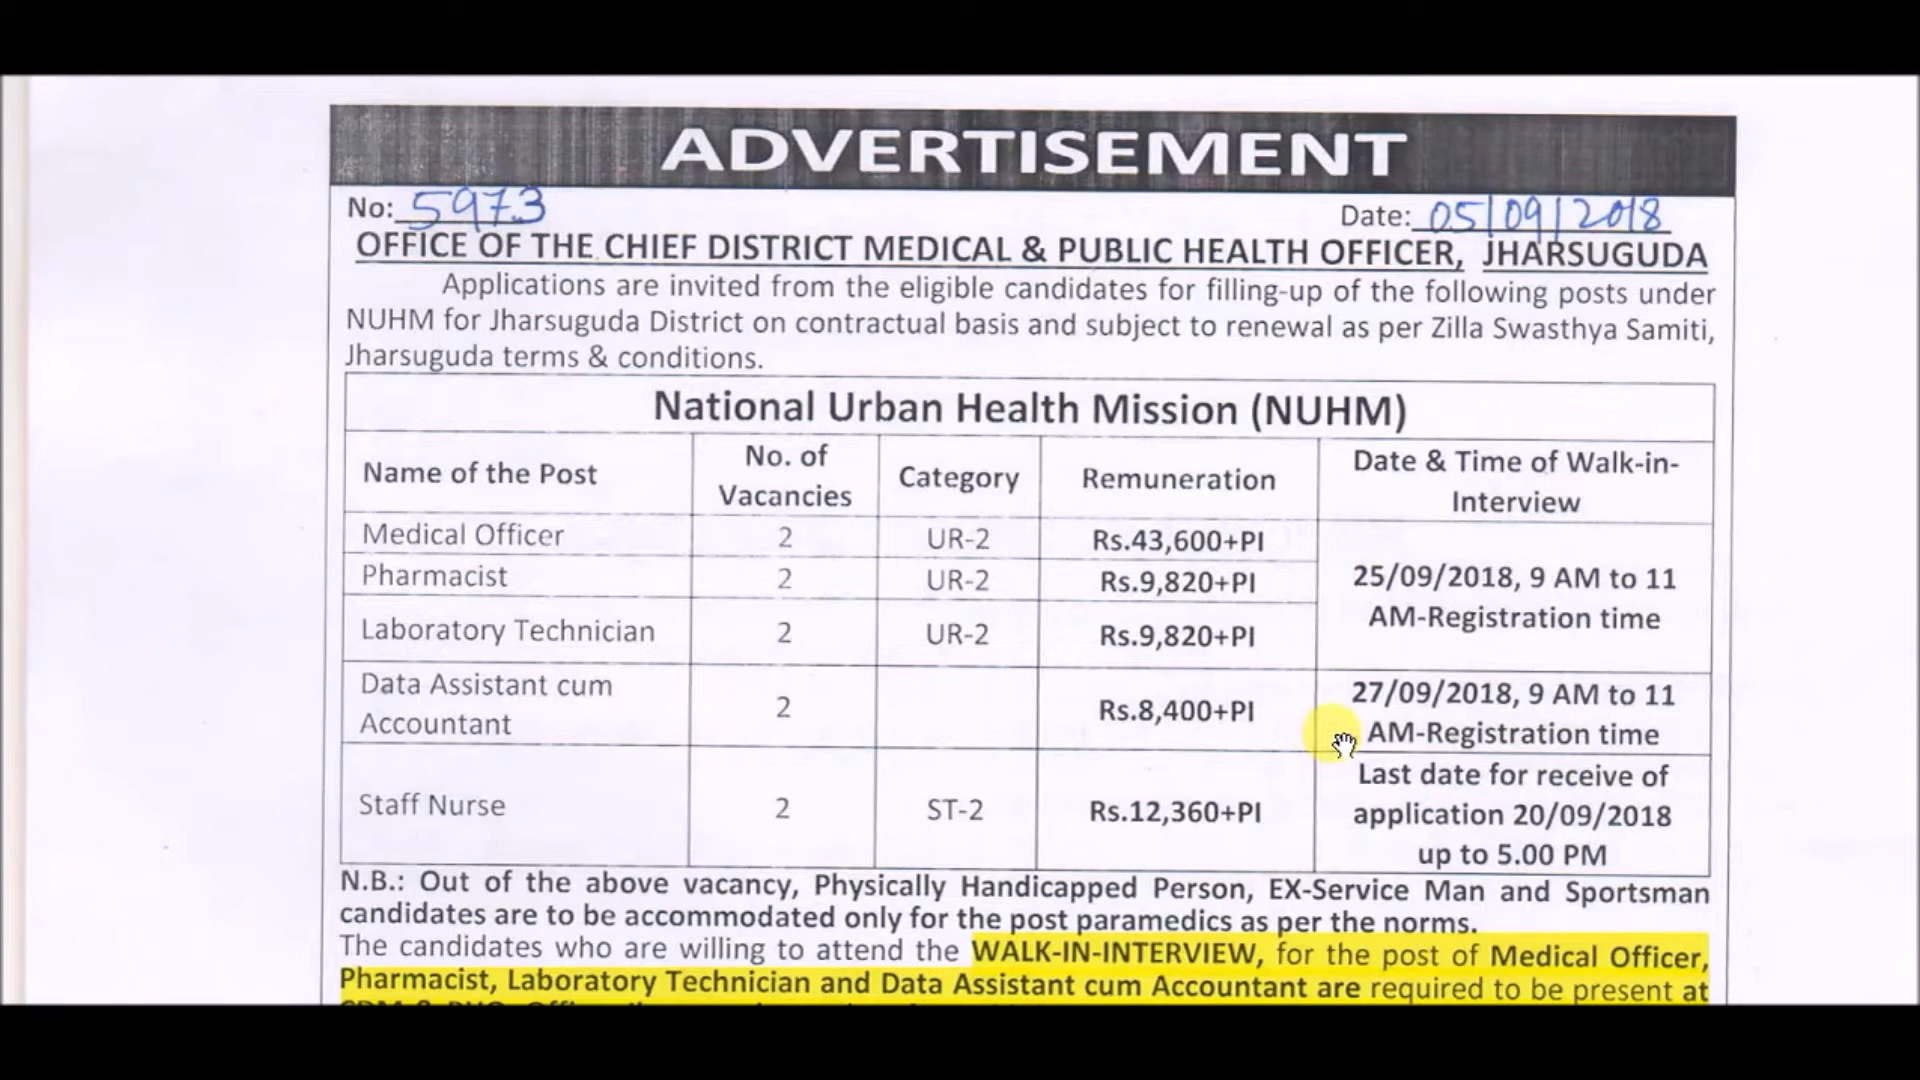 ADVERTISEMENT
No: 5973
Date: 05/09/2018
OFFICE OF THE CHIEF DISTRICT MEDICAL & PUBLIC HEALTH OFFICER, JHARSUGUDA
Applications are invited from the eligible candidates for filling-up of the following posts under
NUHM for Jharsuguda District on contractual basis and subject to renewal as per Zilla Swasthya Samiti,
Jharsuguda terms & conditions.
National Urban Health Mission (NUHM)
Name of the Post
No. of
Vacancies
Category
Remuneration
Date & Time of Walk-in-
Interview
Medical Officer 2 UR-2 Rs.43,600+PI
Pharmacist 2 UR-2 Rs.9,820+PI
Laboratory Technician 2 UR-2 Rs.9,820+PI
25/09/2018, 9 AM to 11
AM-Registration time
Data Assistant cum
Accountant
2 Rs.8,400+PI
27/09/2018, 9 AM to 11
AM-Registration time
Staff Nurse 2 ST-2 Rs.12,360+PI
Last date for receive of
application 20/09/2018
up to 5.00 PM
N.B.: Out of the above vacancy, Physically Handicapped Person, EX-Service Man and Sportsman
candidates are to be accommodated only for the post paramedics as per the norms.
The candidates who are willing to attend the WALK-IN-INTERVIEW, for the post of Medical Officer,
Pharmacist, Laboratory Technician and Data Assistant cum Accountant are required to be present at